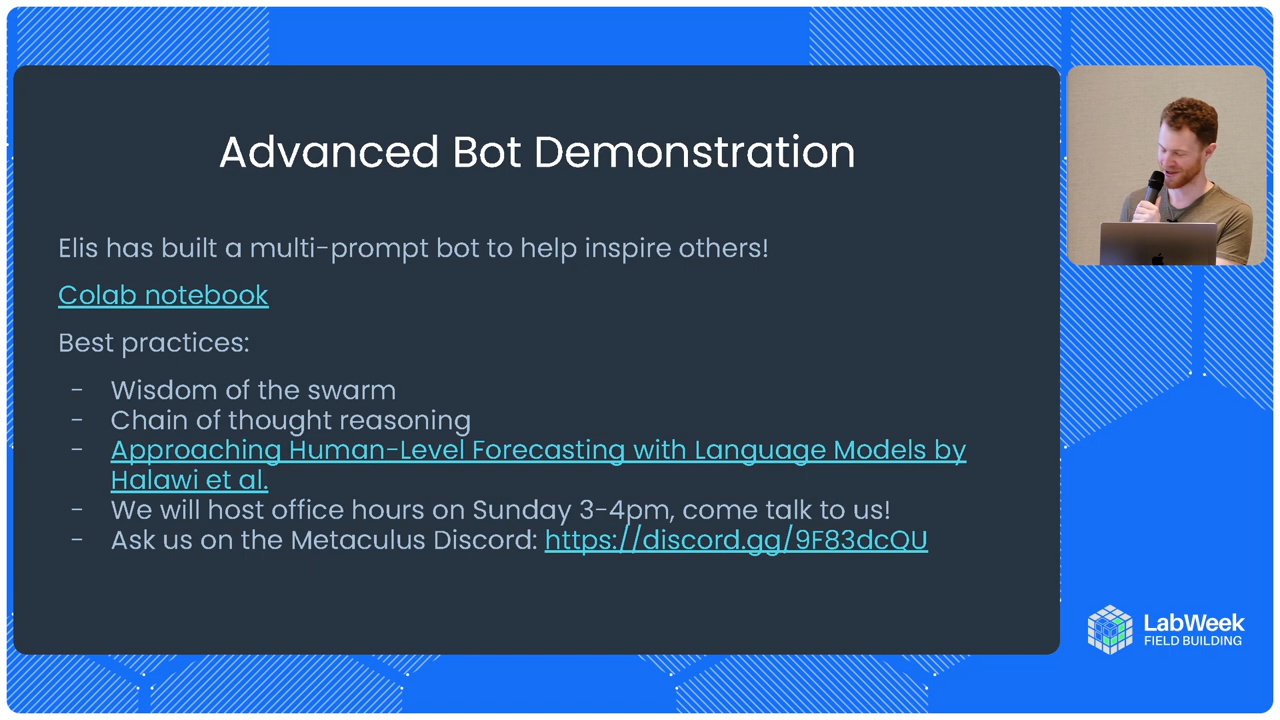 Advanced Bot Demonstration
Elis has built a multi-prompt bot to help inspire others!
Colab notebook
Best practices:
- Wisdom of the swarm
- Chain of thought reasoning
- Approaching Human-Level Forecasting with Language Models by
Halawi et al.
- We will host office hours on Sunday 3-4pm, come talk to us!
- Ask us on the Metaculus Discord: https://discord.gg/9F83dcQU
LabWeek
FIELD BUILDING